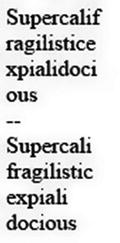 Supercalif
ragilistice
xpialidoci
ous
--
Supercali
fragilistic
expiali
docious